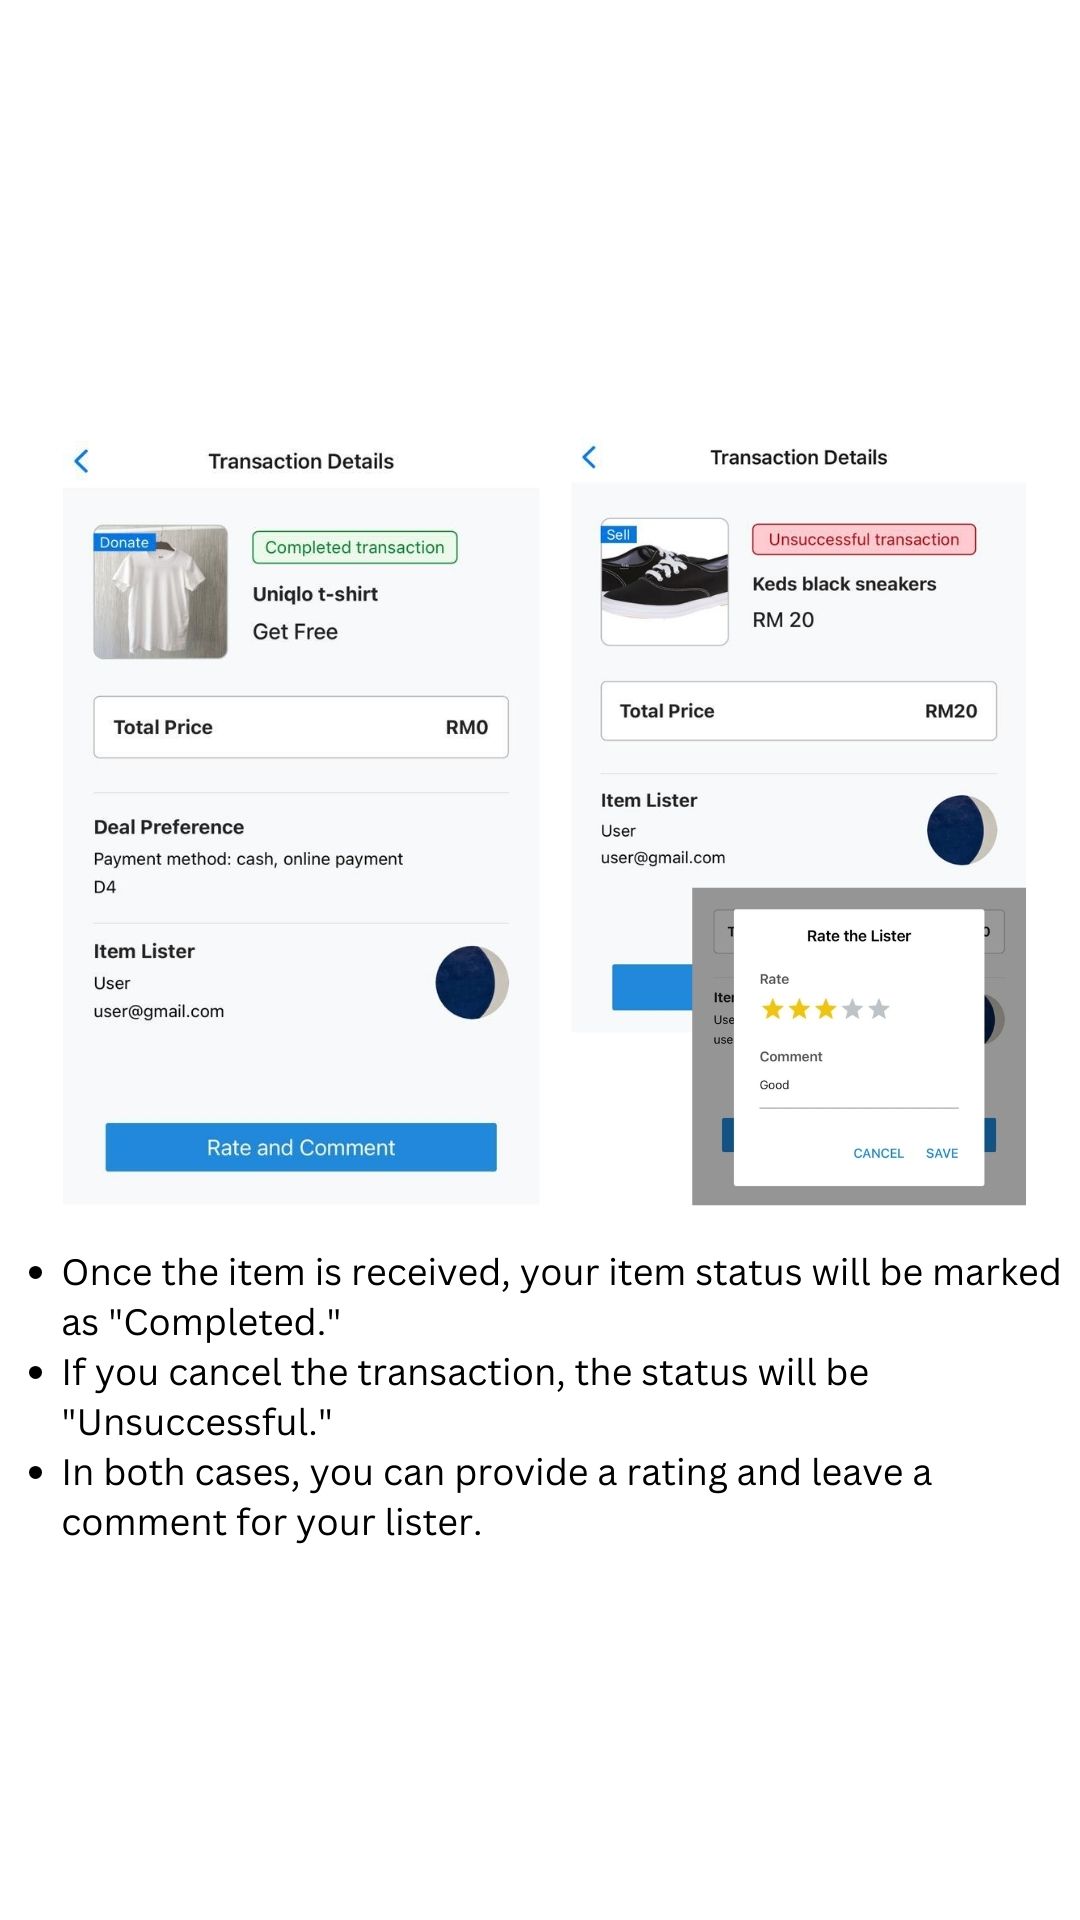 Transaction Details
Donate
Completed transaction
Uniqlo t-shirt
Get Free
Total Price RM0
Deal Preference
Payment method: cash, online payment
D4
Item Lister
User
user@gmail.com
Rate and Comment
Transaction Details
Sell
Unsuccessful transaction
Keds black sneakers
RM 20
Total Price RM20
Item Lister
User
user@gmail.com
Rate the Lister
Rate
Comment
Good
CANCEL SAVE
• Once the item is received, your item status will be marked
as "Completed."
• If you cancel the transaction, the status will be
"Unsuccessful."
• In both cases, you can provide a rating and leave a
comment for your lister.